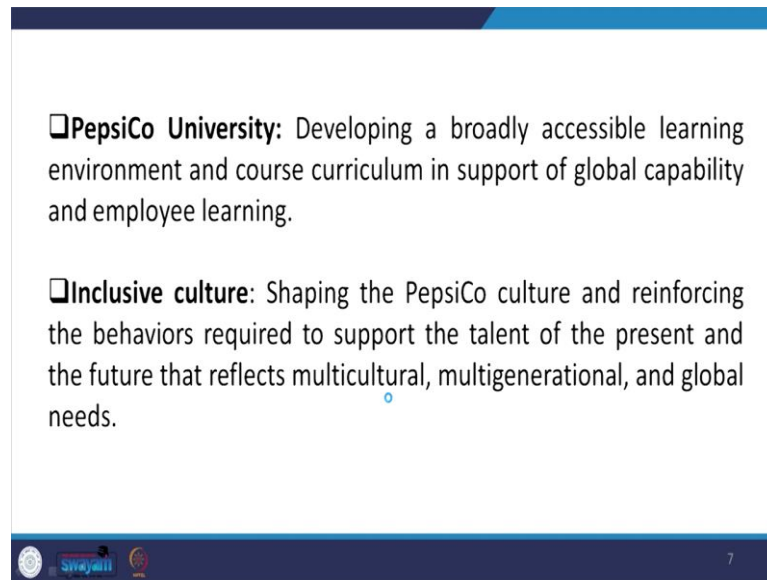 ❑PepsiCo University: Developing a broadly accessible learning
environment and course curriculum in support of global capability
and employee learning.
❑Inclusive culture: Shaping the PepsiCo culture and reinforcing
the behaviors required to support the talent of the present and
the future that reflects multicultural, multigenerational, and global
needs.
swayam
7